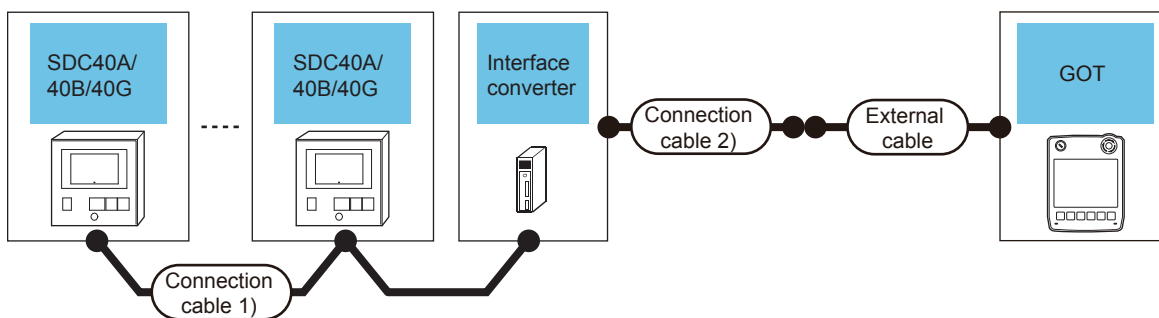 SDC40A/
40B/40G
SDC40A/
40B/40G
Interface
converter
GOT
Connection
cable 2)
External
cable
Connection
cable 1)